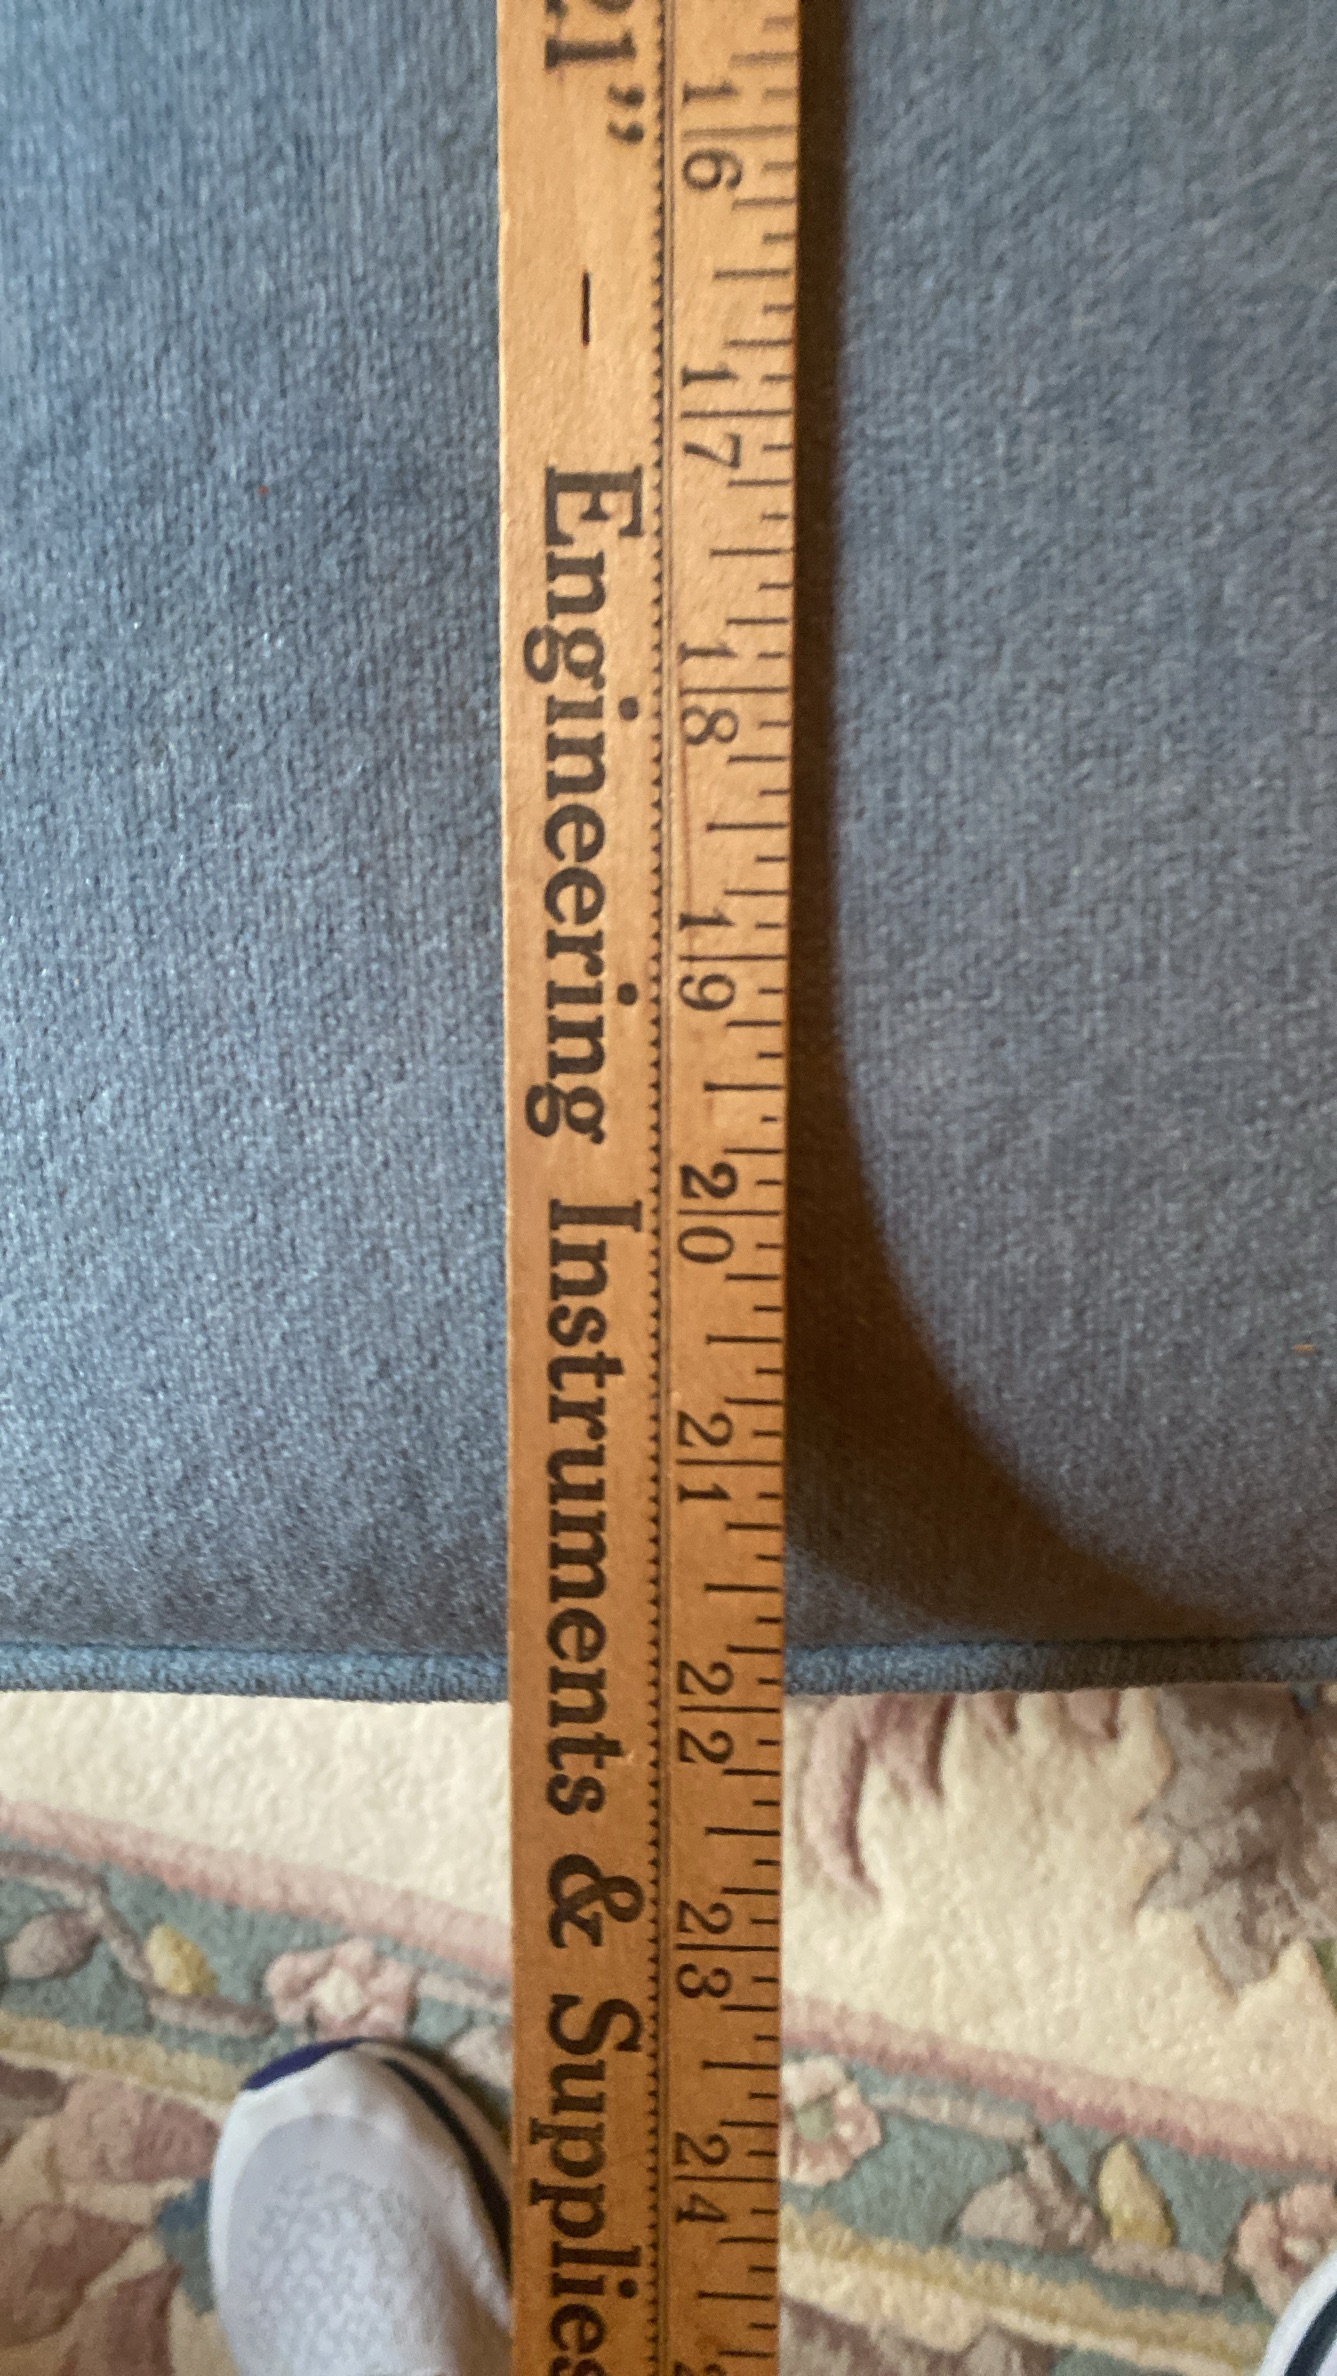 21" - Engineering Instruments & Supplies
16 17 18 19 20 21 22 23 24